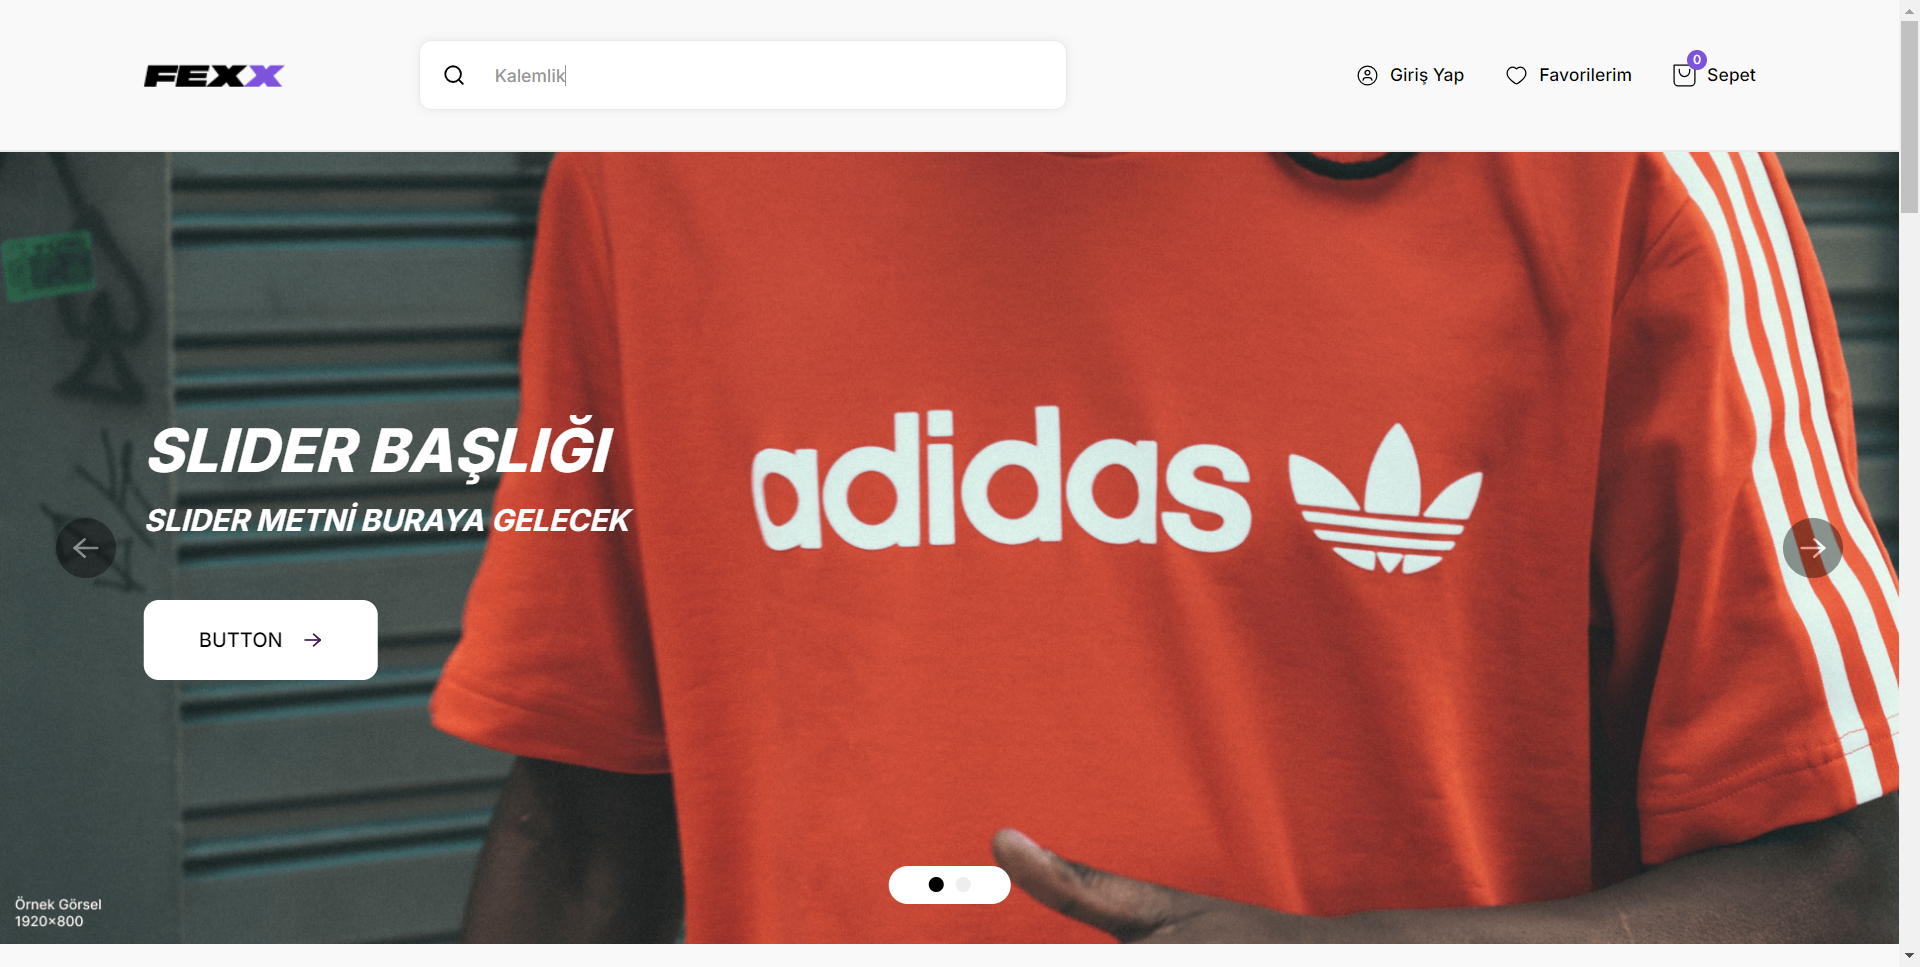 FEXX
Kalemlik
Giriş Yap
Favorilerim
0
Sepet
adidas
SLIDER BAŞLIĞI
SLIDER METNİ BURAYA GELECEK
BUTTON
Örnek Görsel
1920×800